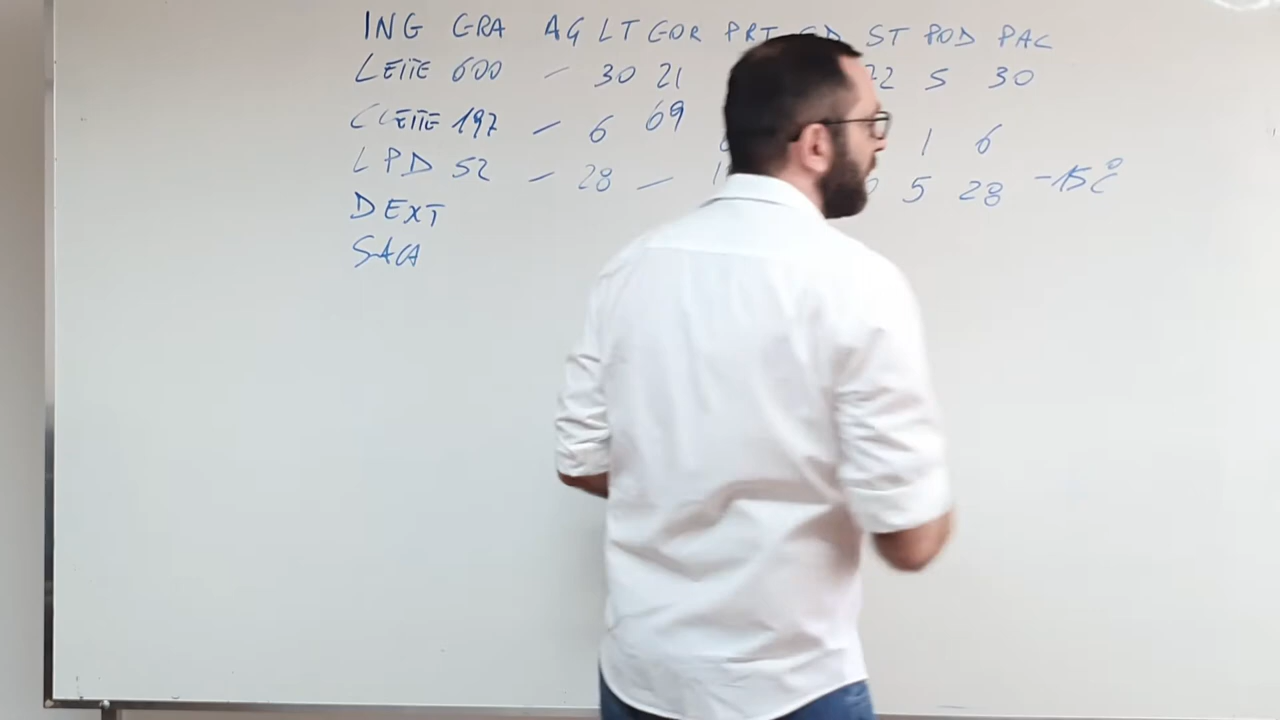 ING GRA AG LT GOR PRT ST POD PAC
LEITE 600 - 30 21 5 30
CLEITE 197 - 6 69 1 6
LPD 52 - 28 - 5 28 -15°C
DEXT
SACA